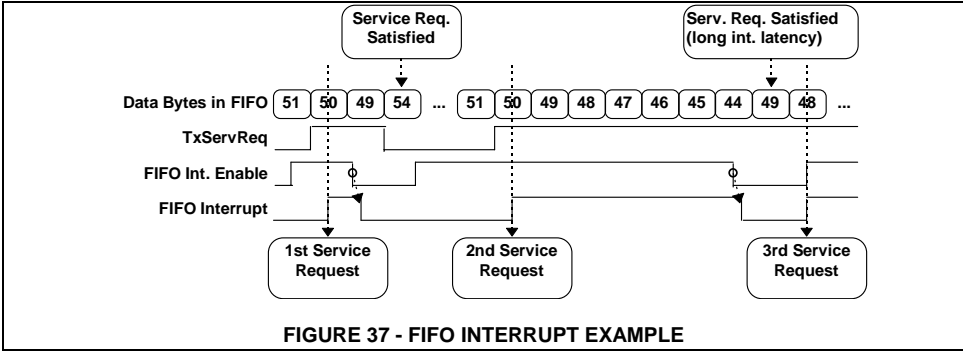 Service Req.
Satisfied
Serv. Req. Satisfied
(long int. latency)
Data Bytes in FIFO 51 50 49 54 ... 51 50 49 48 47 46 45 44 49 48 ...
TxServReq
FIFO Int. Enable
FIFO Interrupt
1st Service
Request
2nd Service
Request
3rd Service
Request
FIGURE 37 - FIFO INTERRUPT EXAMPLE